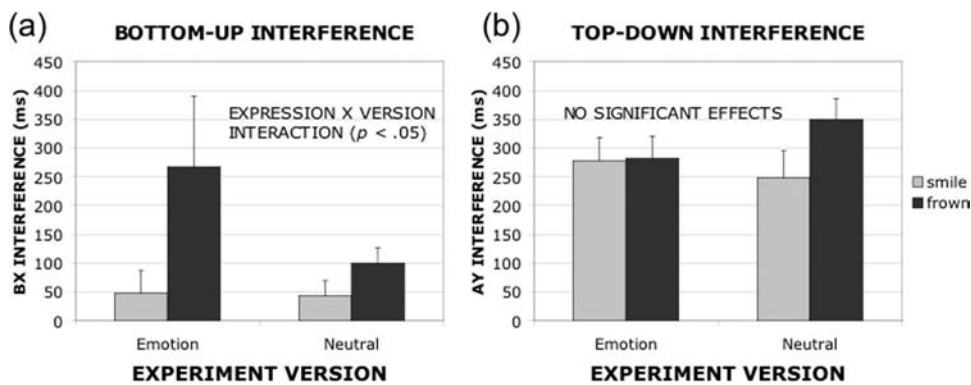 (a)
BOTTOM-UP INTERFERENCE
450
400
350
300
250
200
150
100
50
0
BX INTERFERENCE (ms)
EXPRESSION X VERSION
INTERACTION (p < .05)
Emotion
Neutral
EXPERIMENT VERSION
(b)
TOP-DOWN INTERFERENCE
450
400
350
300
250
200
150
100
50
0
AY INTERFERENCE (ms)
NO SIGNIFICANT EFFECTS
Emotion
Neutral
EXPERIMENT VERSION
smile
frown